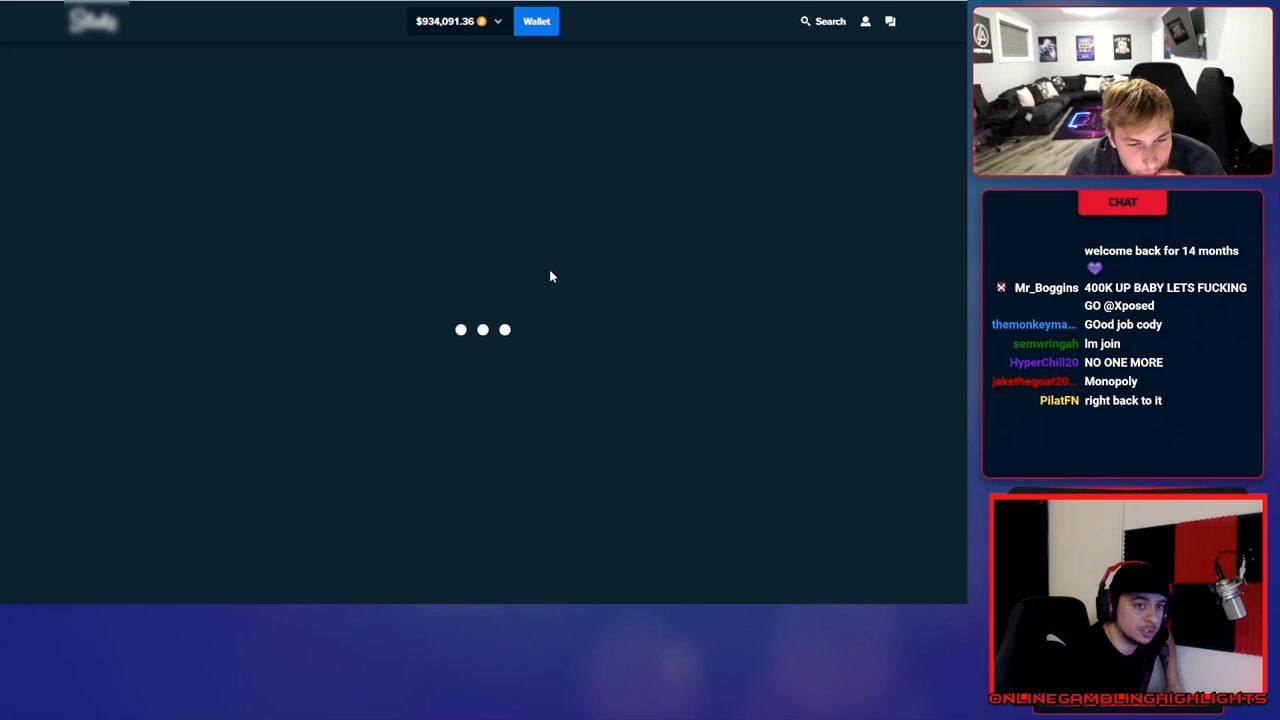 $934,091.36
Wallet
Search
CHAT
welcome back for 14 months
Mr_Boggins 400K UP BABY LETS FUCKING
GO @Xposed
themonkeyma... GOod job cody
semwringah Im join
HyperChill20 NO ONE MORE
jakethegoat20... Monopoly
PilatFN right back to it
ONLINEGAMBLINGHIGHLIGHTS